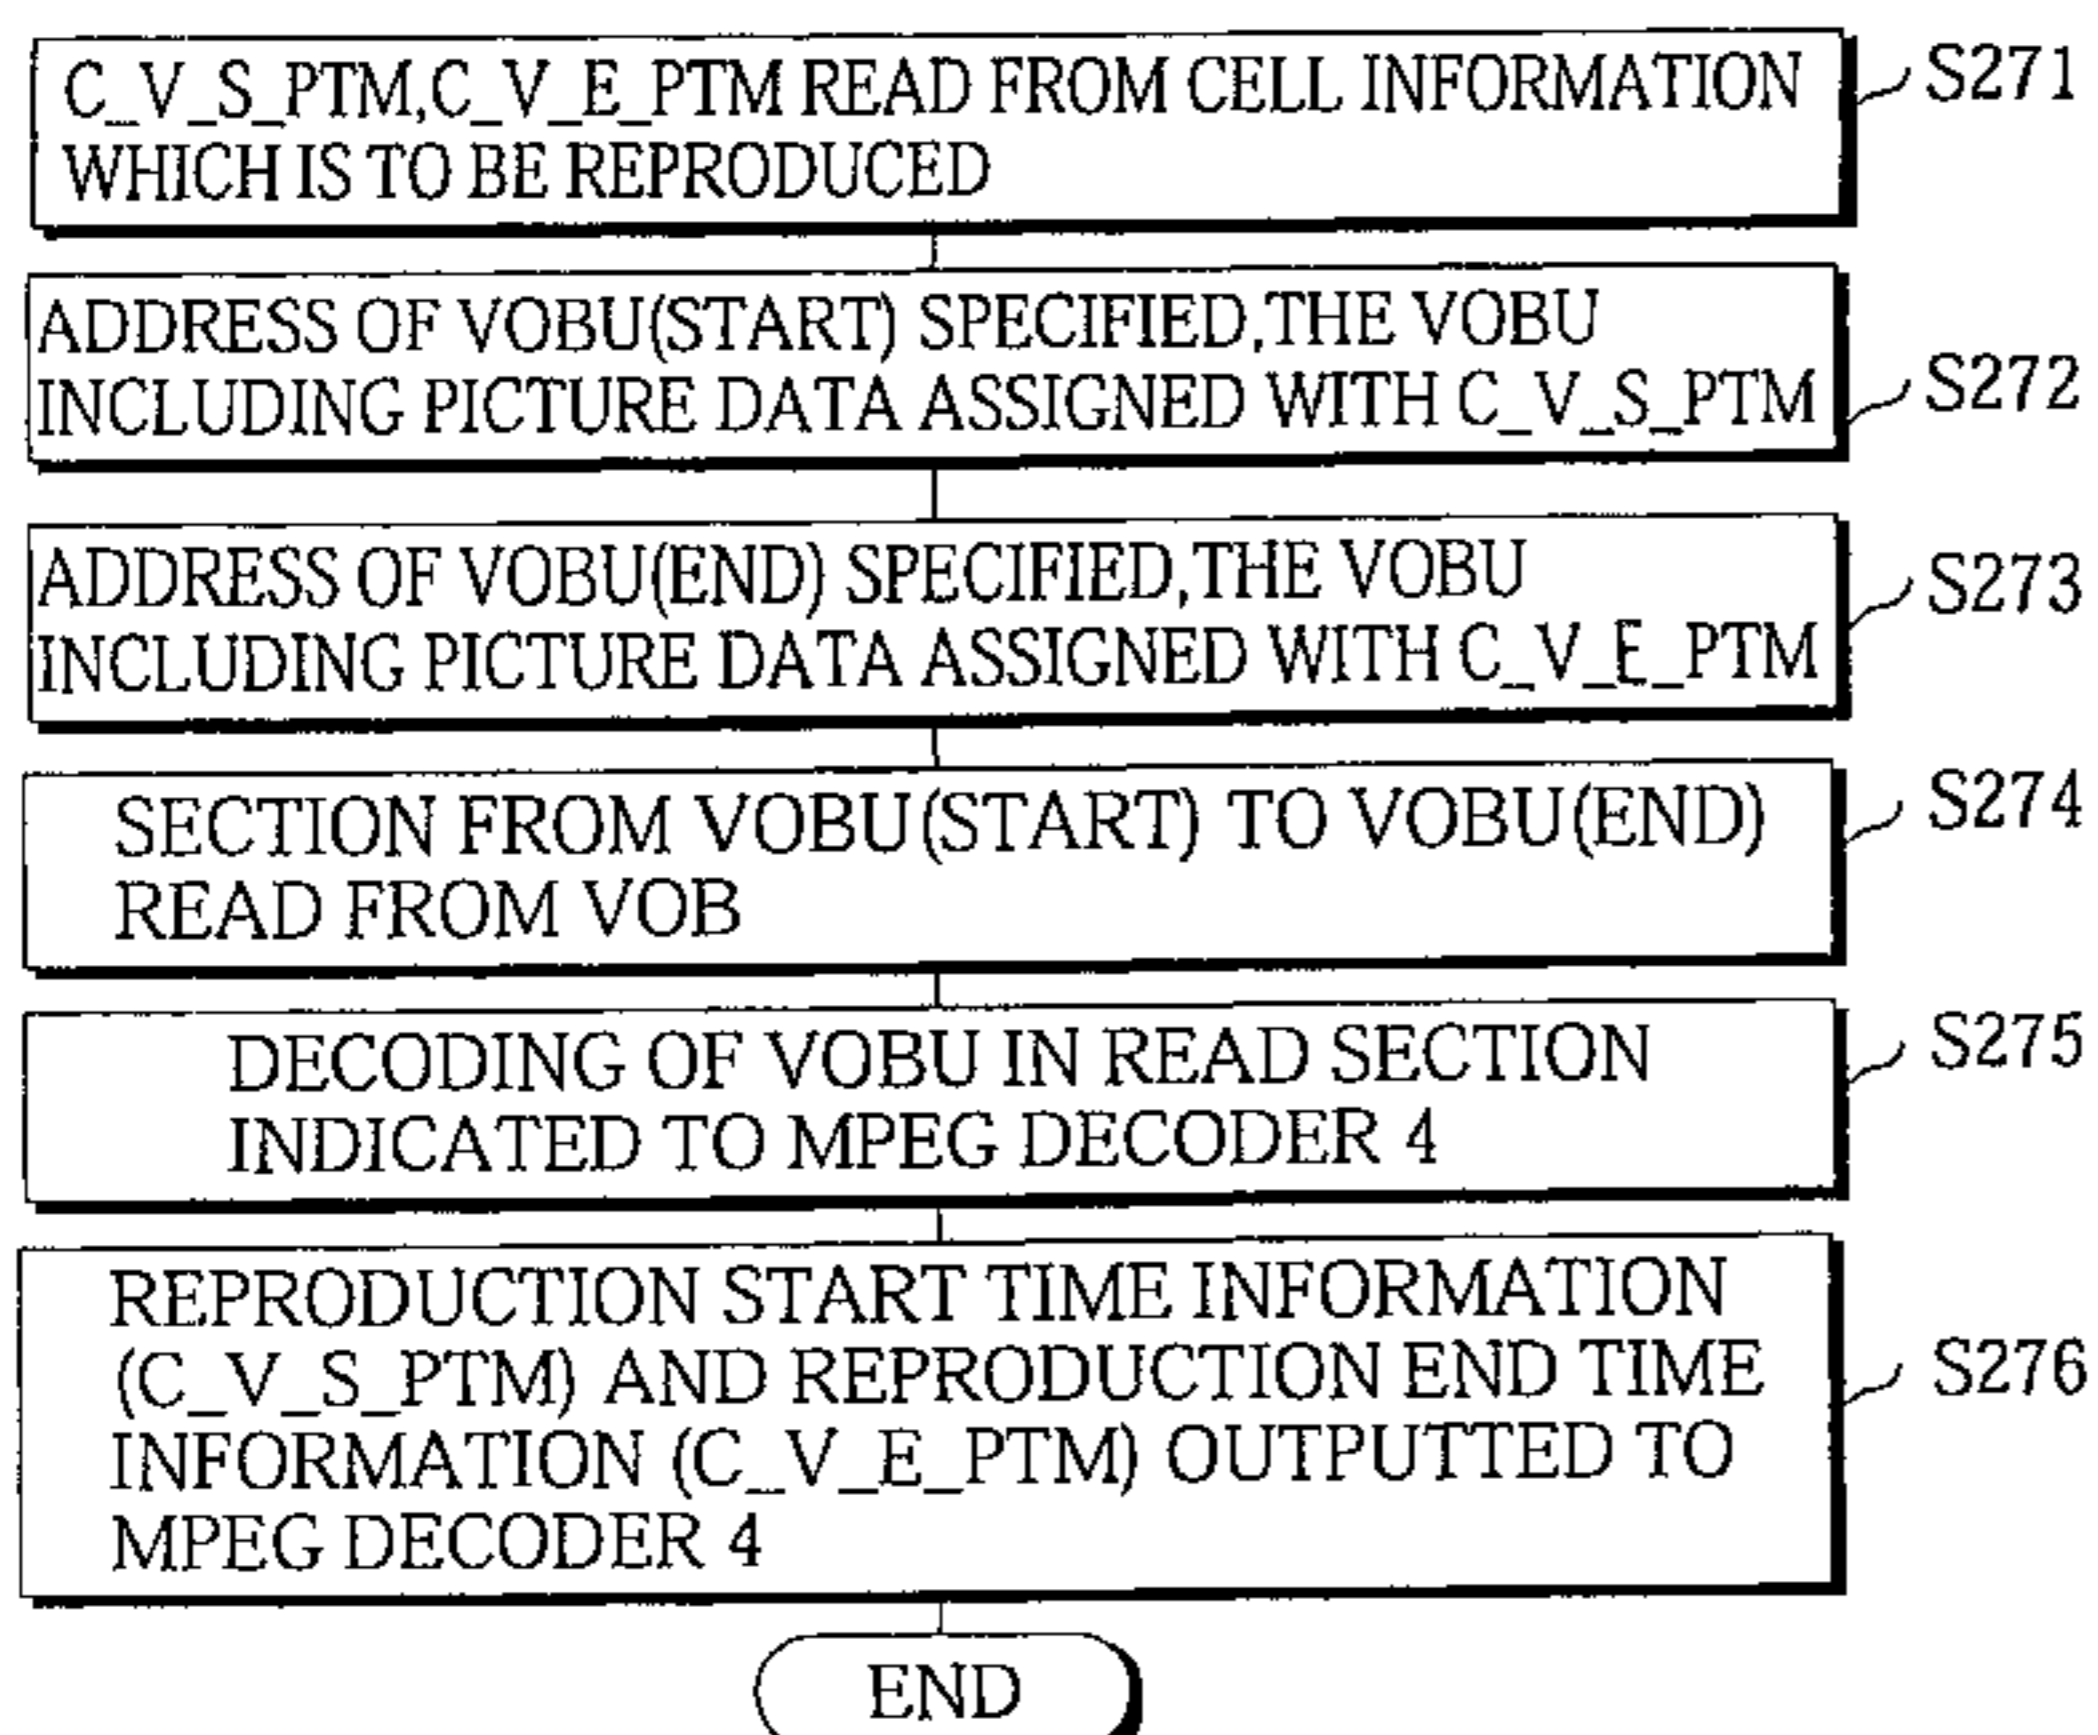 C_V_S_PTM,C_V_E_PTM READ FROM CELL INFORMATION
WHICH IS TO BE REPRODUCED
S271
ADDRESS OF VOBU(START) SPECIFIED,THE VOBU
INCLUDING PICTURE DATA ASSIGNED WITH C_V_S_PTM
S272
ADDRESS OF VOBU(END) SPECIFIED,THE VOBU
INCLUDING PICTURE DATA ASSIGNED WITH C_V_E_PTM
S273
SECTION FROM VOBU(START) TO VOBU(END)
READ FROM VOB
S274
DECODING OF VOBU IN READ SECTION
INDICATED TO MPEG DECODER 4
S275
REPRODUCTION START TIME INFORMATION
(C_V_S_PTM) AND REPRODUCTION END TIME
INFORMATION (C_V_E_PTM) OUTPUTTED TO
MPEG DECODER 4
S276
END